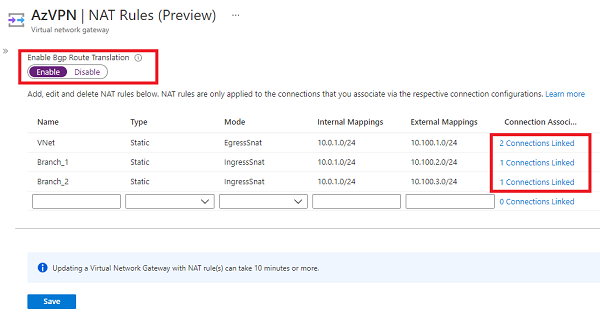 AzVPN | NAT Rules (Preview) ...
Virtual network gateway
»
Enable Bgp Route Translation
Enable Disable
Add, edit and delete NAT rules below. NAT rules are only applied to the connections that you associate via the respective connection configurations. Learn more
Name Type Mode Internal Mappings External Mappings Connection Associ...
VNet Static EgressSnat 10.0.1.0/24 10.100.1.0/24 2 Connections Linked
Branch_1 Static IngressSnat 10.0.1.0/24 10.100.2.0/24 1 Connections Linked
Branch_2 Static IngressSnat 10.0.1.0/24 10.100.3.0/24 1 Connections Linked
0 Connections Linked
Updating a Virtual Network Gateway with NAT rule(s) can take 10 minutes or more.
Save